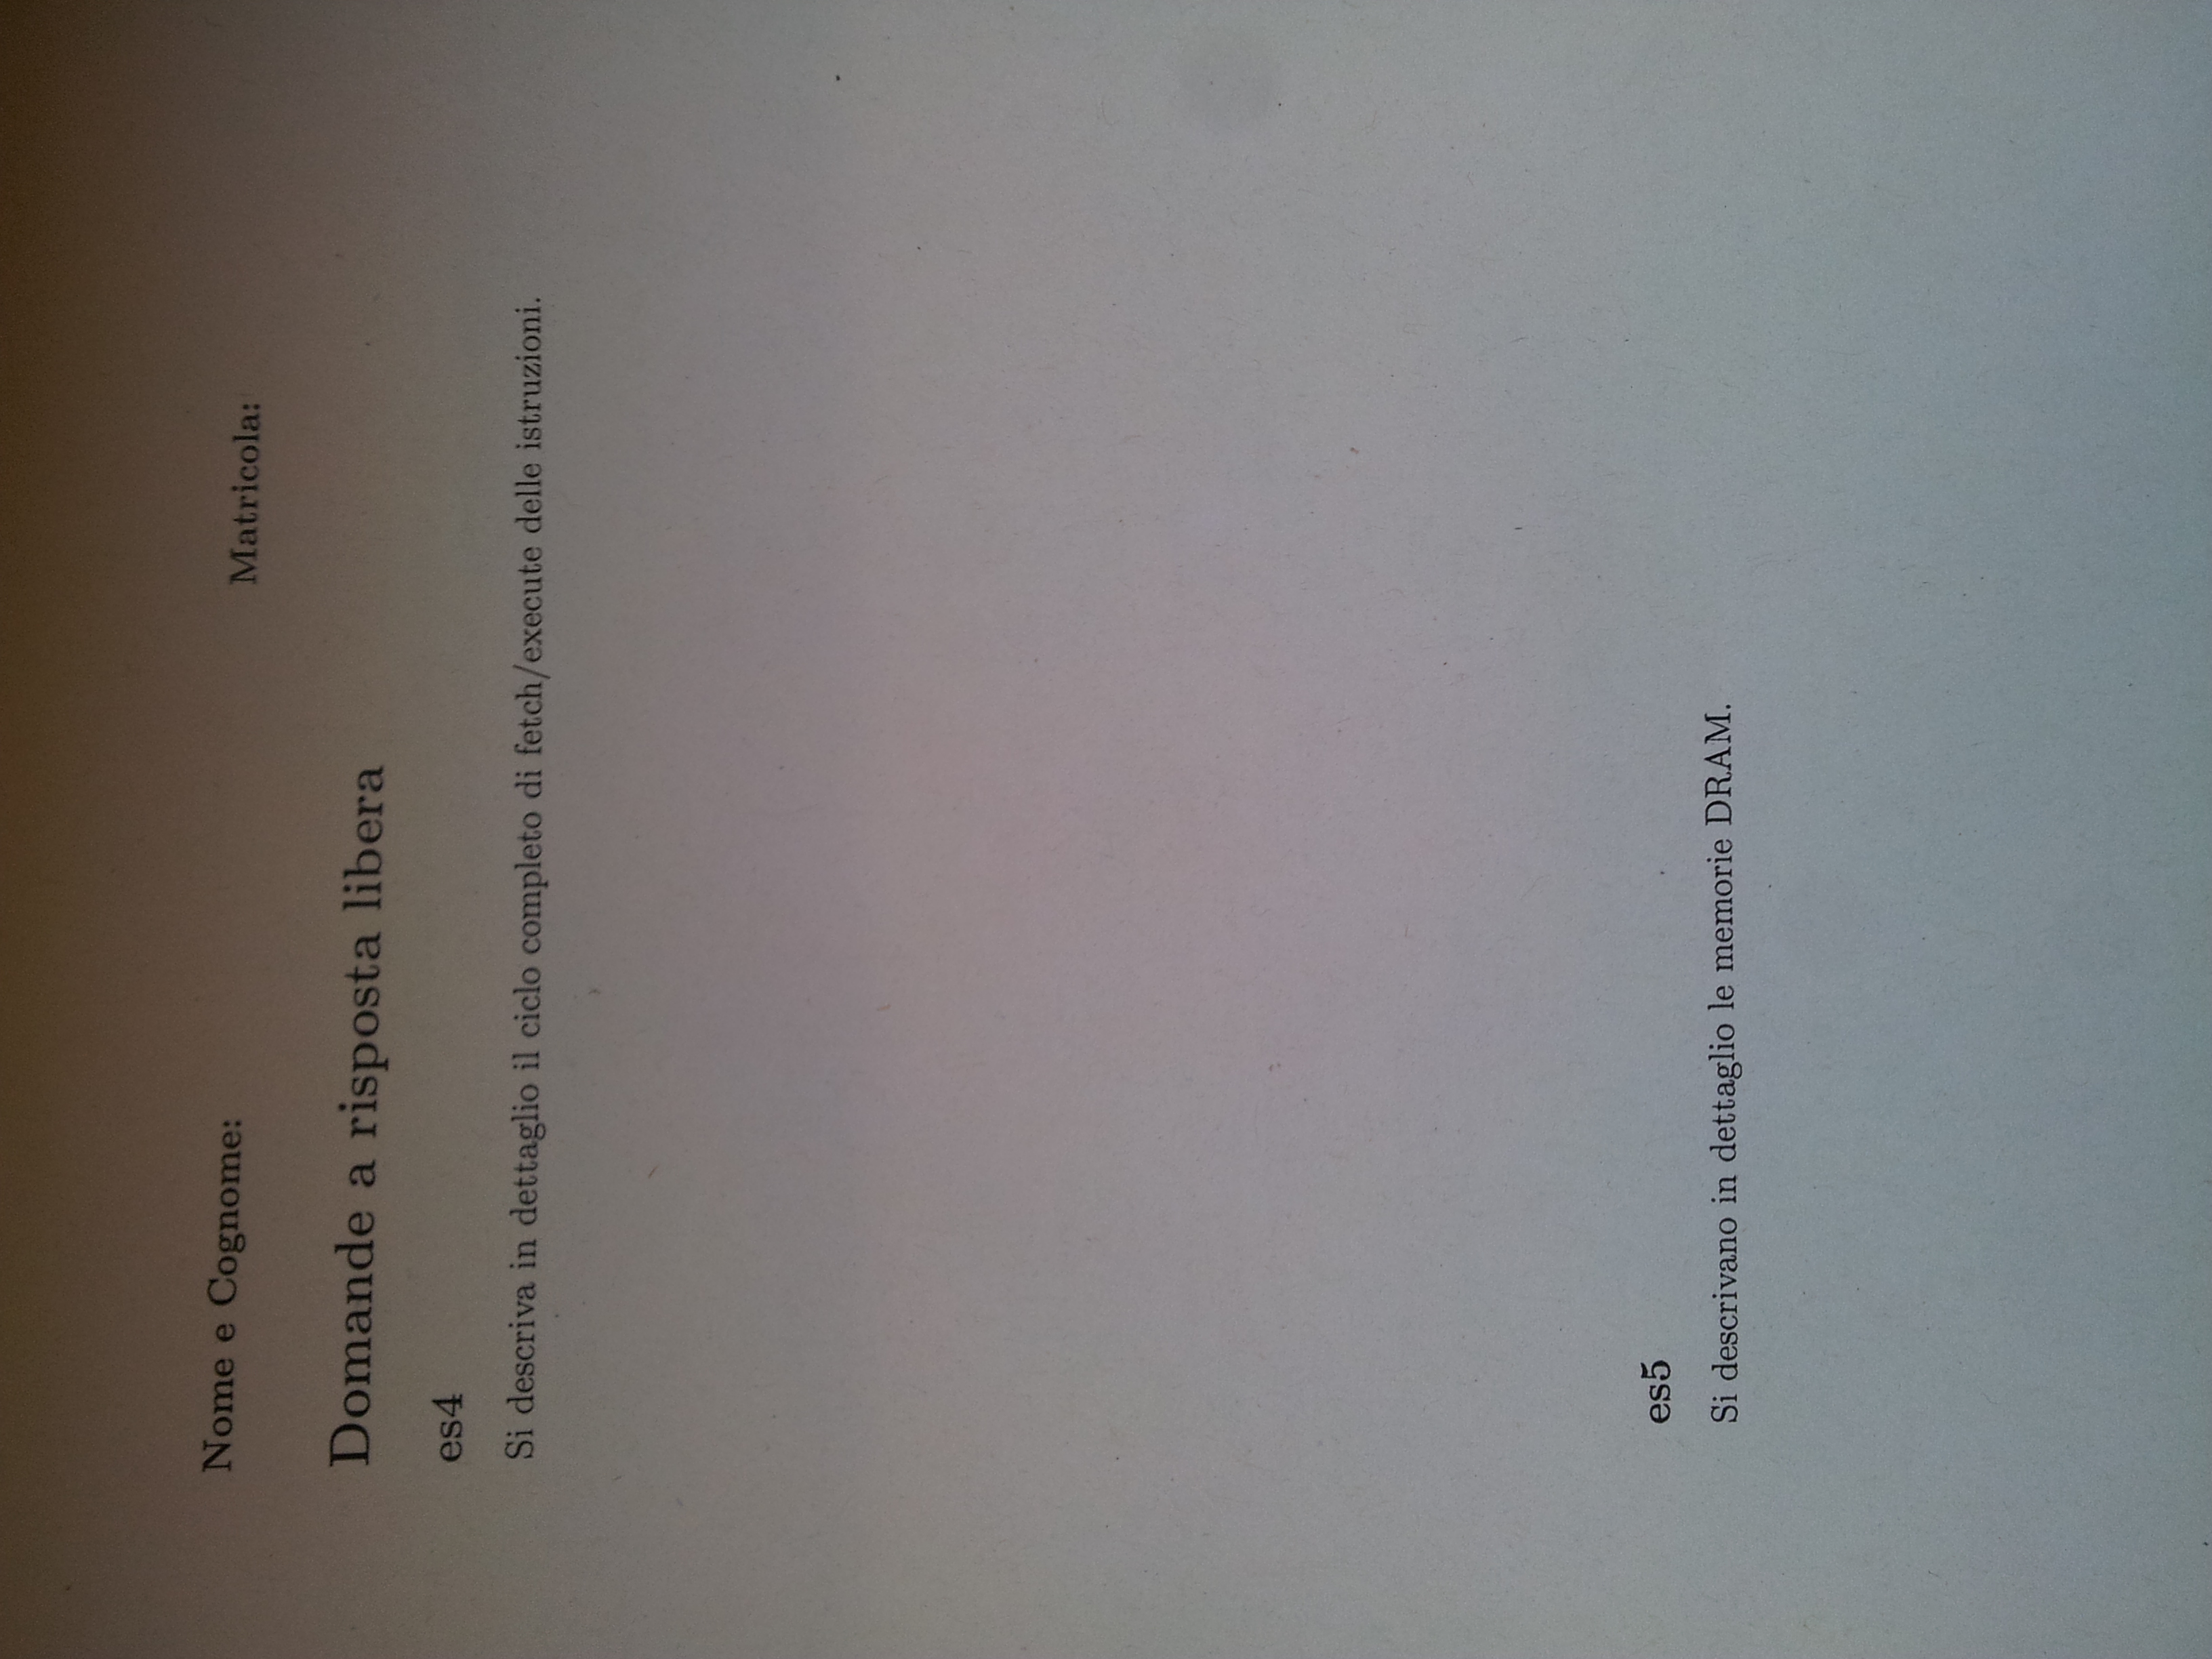 Nome e Cognome:
Matricola:
Domande a risposta libera
es4
Si descriva in dettaglio il ciclo completo di fetch/execute delle istruzioni.
es5
Si descrivano in dettaglio le memorie DRAM.